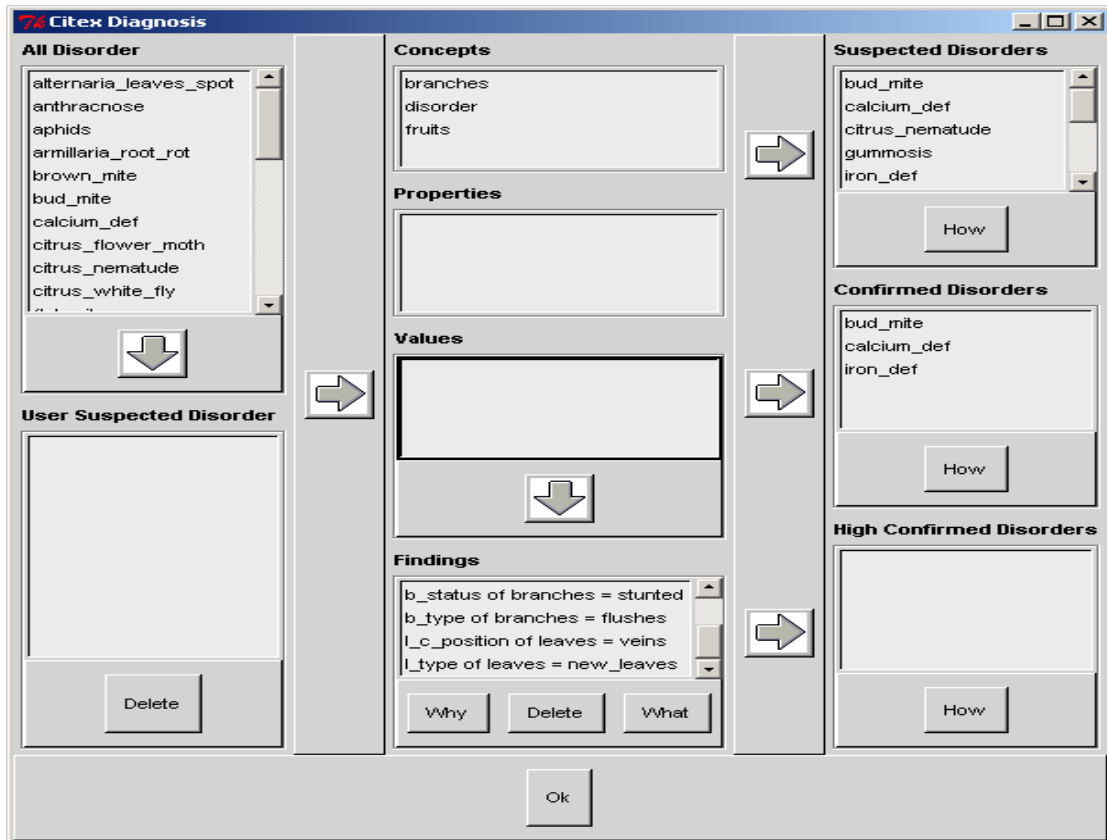 Citex Diagnosis
All Disorder
alternaria_leaves_spot
anthracnose
aphids
armillaria_root_rot
brown_mite
bud_mite
calcium_def
citrus_flower_moth
citrus_nematude
citrus_white_fly
User Suspected Disorder
Delete
Concepts
branches
disorder
fruits
Properties
Values
Findings
b_status of branches = stunted
b_type of branches = flushes
l_c_position of leaves = veins
l_type of leaves = new_leaves
Why Delete What
Suspected Disorders
bud_mite
calcium_def
citrus_nematude
gummosis
iron_def
How
Confirmed Disorders
bud_mite
calcium_def
iron_def
How
High Confirmed Disorders
How
Ok